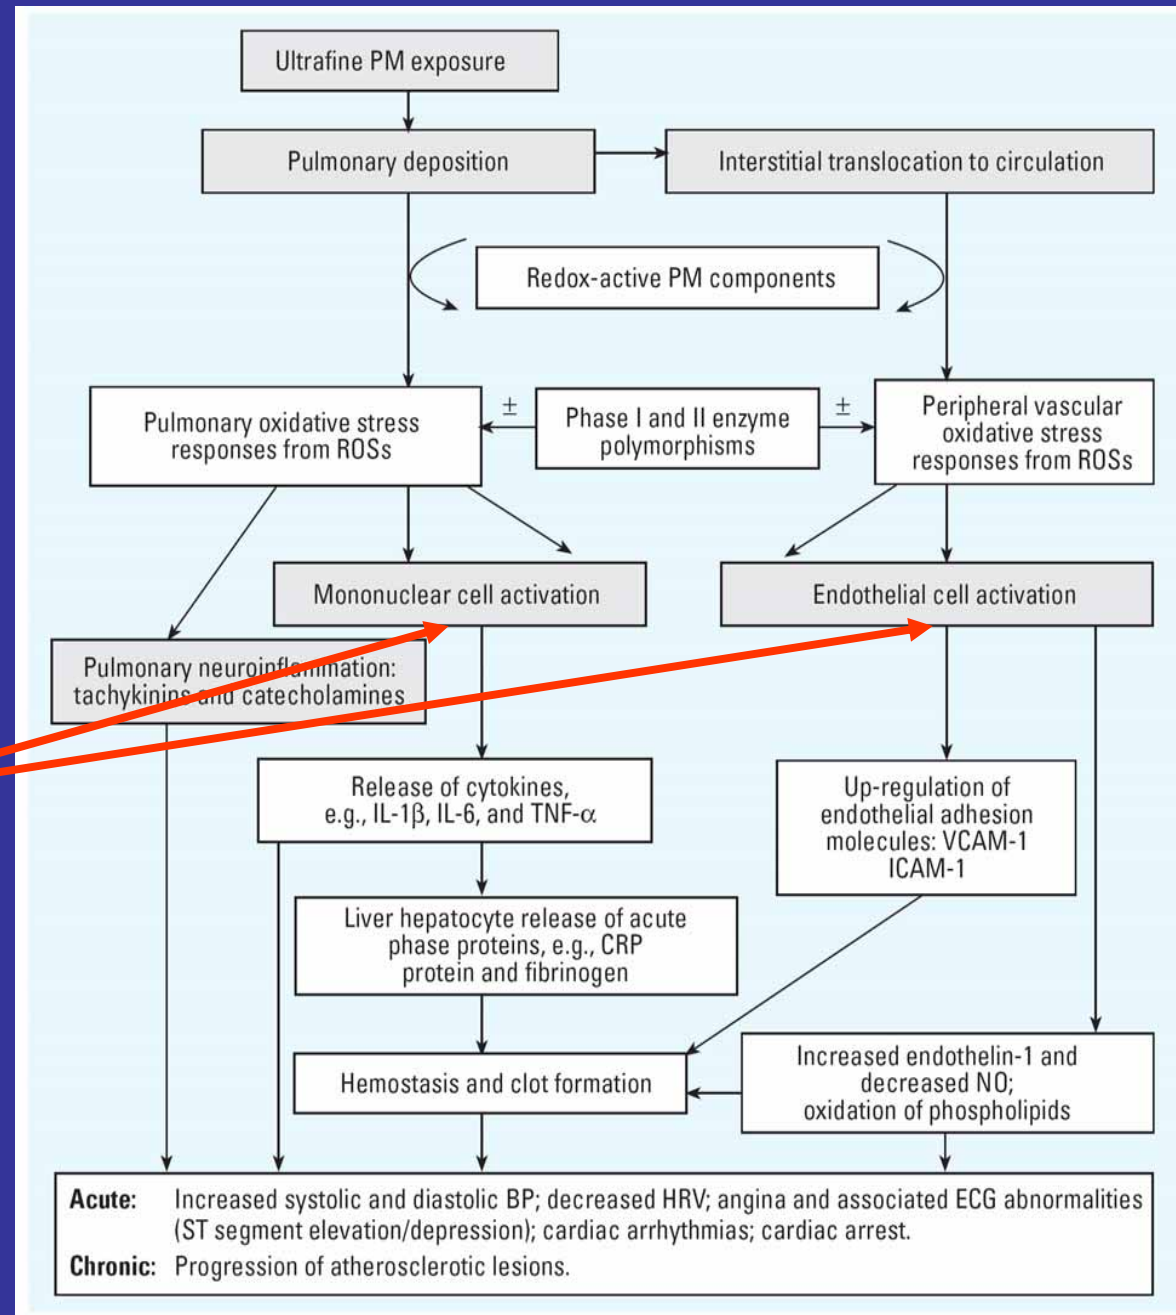 Ultrafine PM exposure
Pulmonary deposition
Interstitial translocation to circulation
Redox-active PM components
Pulmonary oxidative stress
responses from ROSs
±
Phase I and II enzyme
polymorphisms
±
Peripheral vascular
oxidative stress
responses from ROSs
Mononuclear cell activation
Endothelial cell activation
Pulmonary neuroinflammation:
tachykinins and catecholamines
Release of cytokines,
e.g., IL-1β, IL-6, and TNF-α
Up-regulation of
endothelial adhesion
molecules: VCAM-1
ICAM-1
Liver hepatocyte release of acute
phase proteins, e.g., CRP
protein and fibrinogen
Hemostasis and clot formation
Increased endothelin-1 and
decreased NO;
oxidation of phospholipids
Acute: Increased systolic and diastolic BP; decreased HRV; angina and associated ECG abnormalities
(ST segment elevation/depression); cardiac arrhythmias; cardiac arrest.
Chronic: Progression of atherosclerotic lesions.